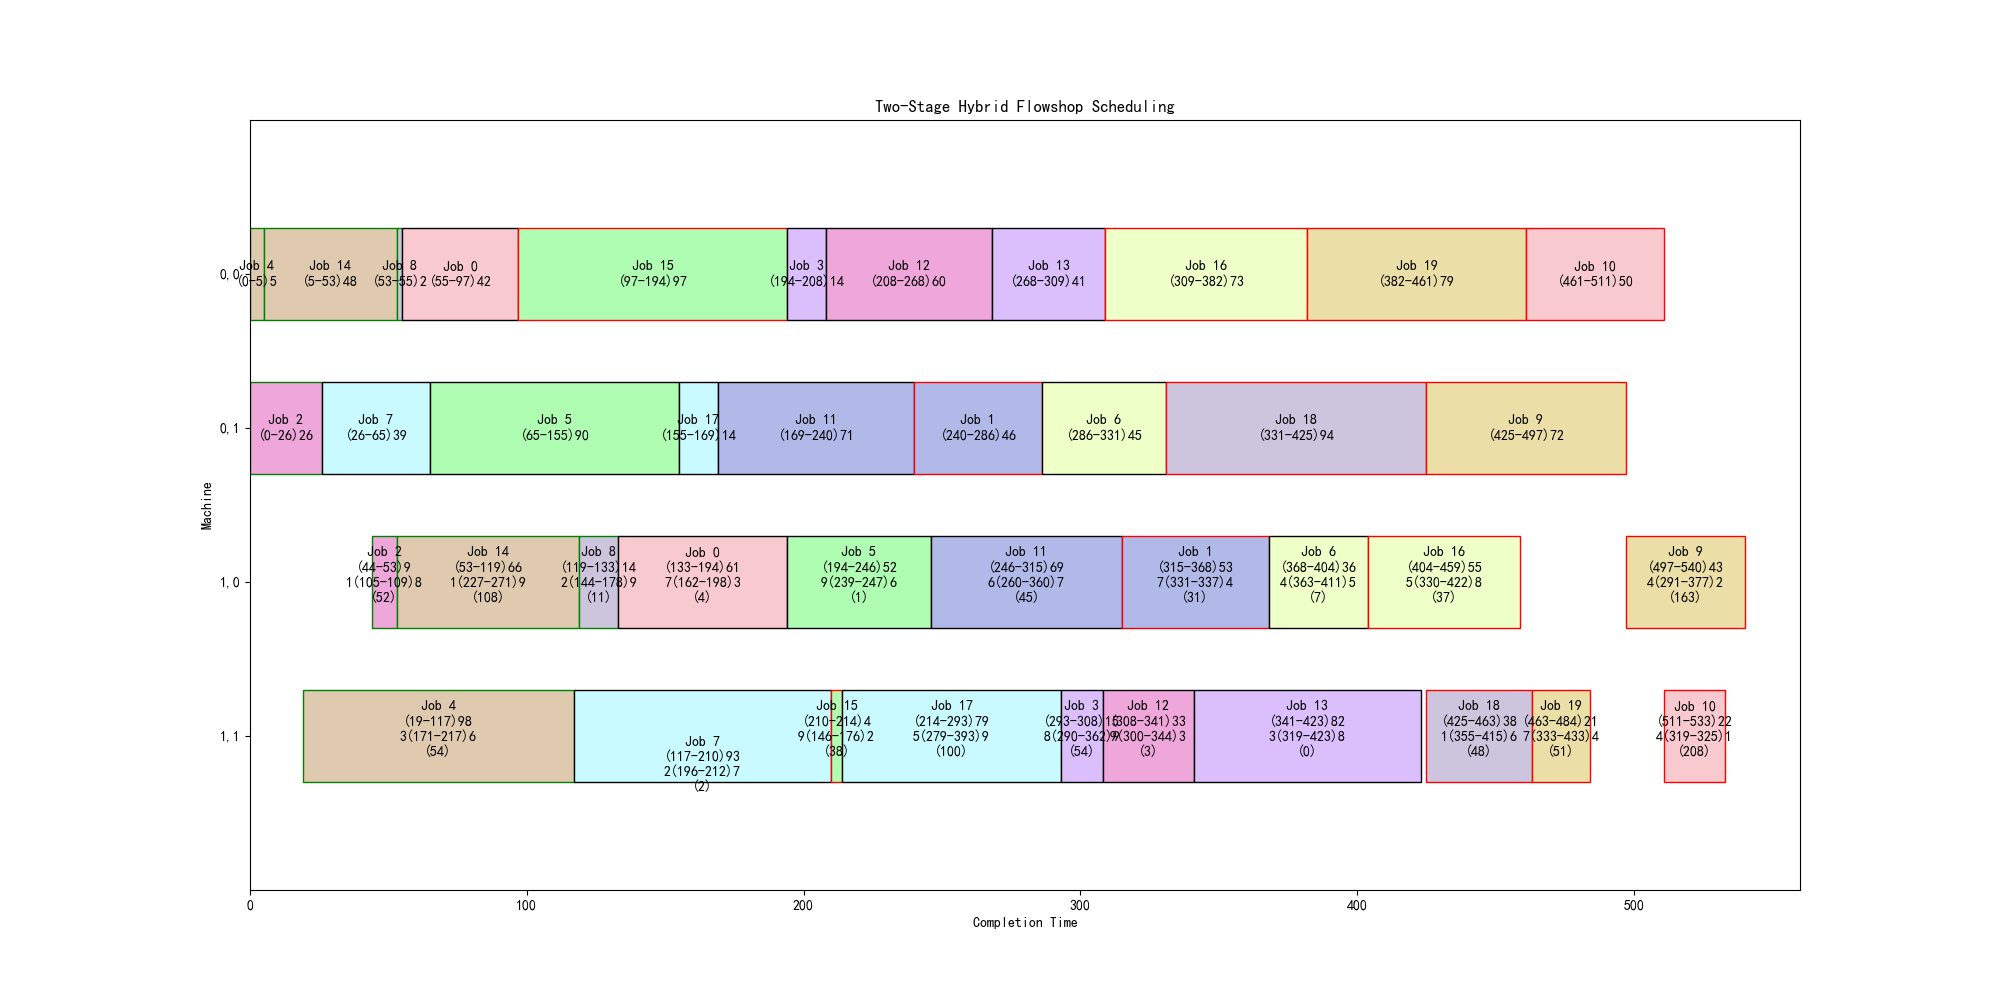 Two-Stage Hybrid Flowshop Scheduling
0,0
Job 4
(0-5)5
Job 14
(5-53)48
Job 8
(53-55)2
Job 0
(55-97)42
Job 15
(97-194)97
Job 3
(194-208)14
Job 12
(208-268)60
Job 13
(268-309)41
Job 16
(309-382)73
Job 19
(382-461)79
Job 10
(461-511)50
0,1
Job 2
(0-26)26
Job 7
(26-65)39
Job 5
(65-155)90
Job 17
(155-169)14
Job 11
(169-240)71
Job 1
(240-286)46
Job 6
(286-331)45
Job 18
(331-425)94
Job 9
(425-497)72
Machine
1,0
Job 2
(44-53)9
1(105-109)8
(52)
Job 14
(53-119)66
1(227-271)9
(108)
Job 8
(119-133)14
2(144-178)9
(11)
Job 0
(133-194)61
7(162-198)3
(4)
Job 5
(194-246)52
9(239-247)6
(1)
Job 11
(246-315)69
6(260-360)7
(45)
Job 1
(315-368)53
7(331-337)4
(31)
Job 6
(368-404)36
4(363-411)5
(7)
Job 16
(404-459)55
5(330-422)8
(37)
Job 9
(497-540)43
4(291-377)2
(163)
1,1
Job 4
(19-117)98
3(171-217)6
(54)
Job 7
(117-210)93
2(196-212)7
(2)
Job 15
(210-214)4
9(146-176)2
(38)
Job 17
(214-293)79
5(279-393)9
(100)
Job 3
(293-308)15
8(290-362)9
(54)
Job 12
(308-341)33
9(300-344)3
(3)
Job 13
(341-423)82
3(319-423)8
(0)
Job 18
(425-463)38
1(355-415)6
(48)
Job 19
(463-484)21
7(333-433)4
(51)
Job 10
(511-533)22
4(319-325)1
(208)
0
100
200
300
400
500
Completion Time